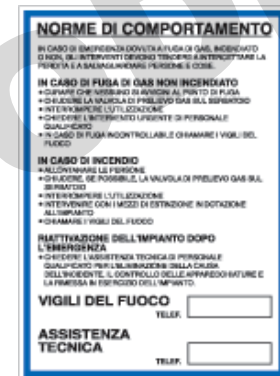 NORME DI COMPORTAMENTO
IN CASO DI EMERGENZA DOVUTA A FUGA DI GAS, INCENDIATO
O NON, GLI INTERVENTI DEVONO TENDERE A INTERCETTARE LA
PERDITA E A SALVAGUARDARE PERSONE E COSE.
IN CASO DI FUGA DI GAS NON INCENDIATO
• CURARE CHE NESSUNO SI AVVICINI AL PUNTO DI FUGA
• CHIUDERE LA VALVOLA DI PRELIEVO GAS SUL SERBATOIO
• INTERROMPERE L'UTILIZZAZIONE
• CHIEDERE L'INTERVENTO URGENTE DI PERSONALE
QUALIFICATO
• IN CASO DI FUGA INCONTROLLABILE CHIAMARE I VIGILI DEL
FUOCO
IN CASO DI INCENDIO
• ALLONTANARE LE PERSONE
• CHIUDERE, SE POSSIBILE, LA VALVOLA DI PRELIEVO GAS SUL
SERBATOIO
• INTERROMPERE L'UTILIZZAZIONE
• INTERVENIRE CON I MEZZI DI ESTINZIONE IN DOTAZIONE
ALL'IMPIANTO
• CHIAMARE I VIGILI DEL FUOCO
RIATTIVAZIONE DELL'IMPIANTO DOPO
L'EMERGENZA
• CHIEDERE L'ASSISTENZA TECNICA DI PERSONALE
QUALIFICATO PER L'ELIMINAZIONE DELLA CAUSA
DELL'INCIDENTE, IL CONTROLLO DELLE APPARECCHIATURE E
LA RIMESSA IN ESERCIZIO DELL'IMPIANTO.
VIGILI DEL FUOCO
TELEF.
ASSISTENZA
TECNICA
TELEF.